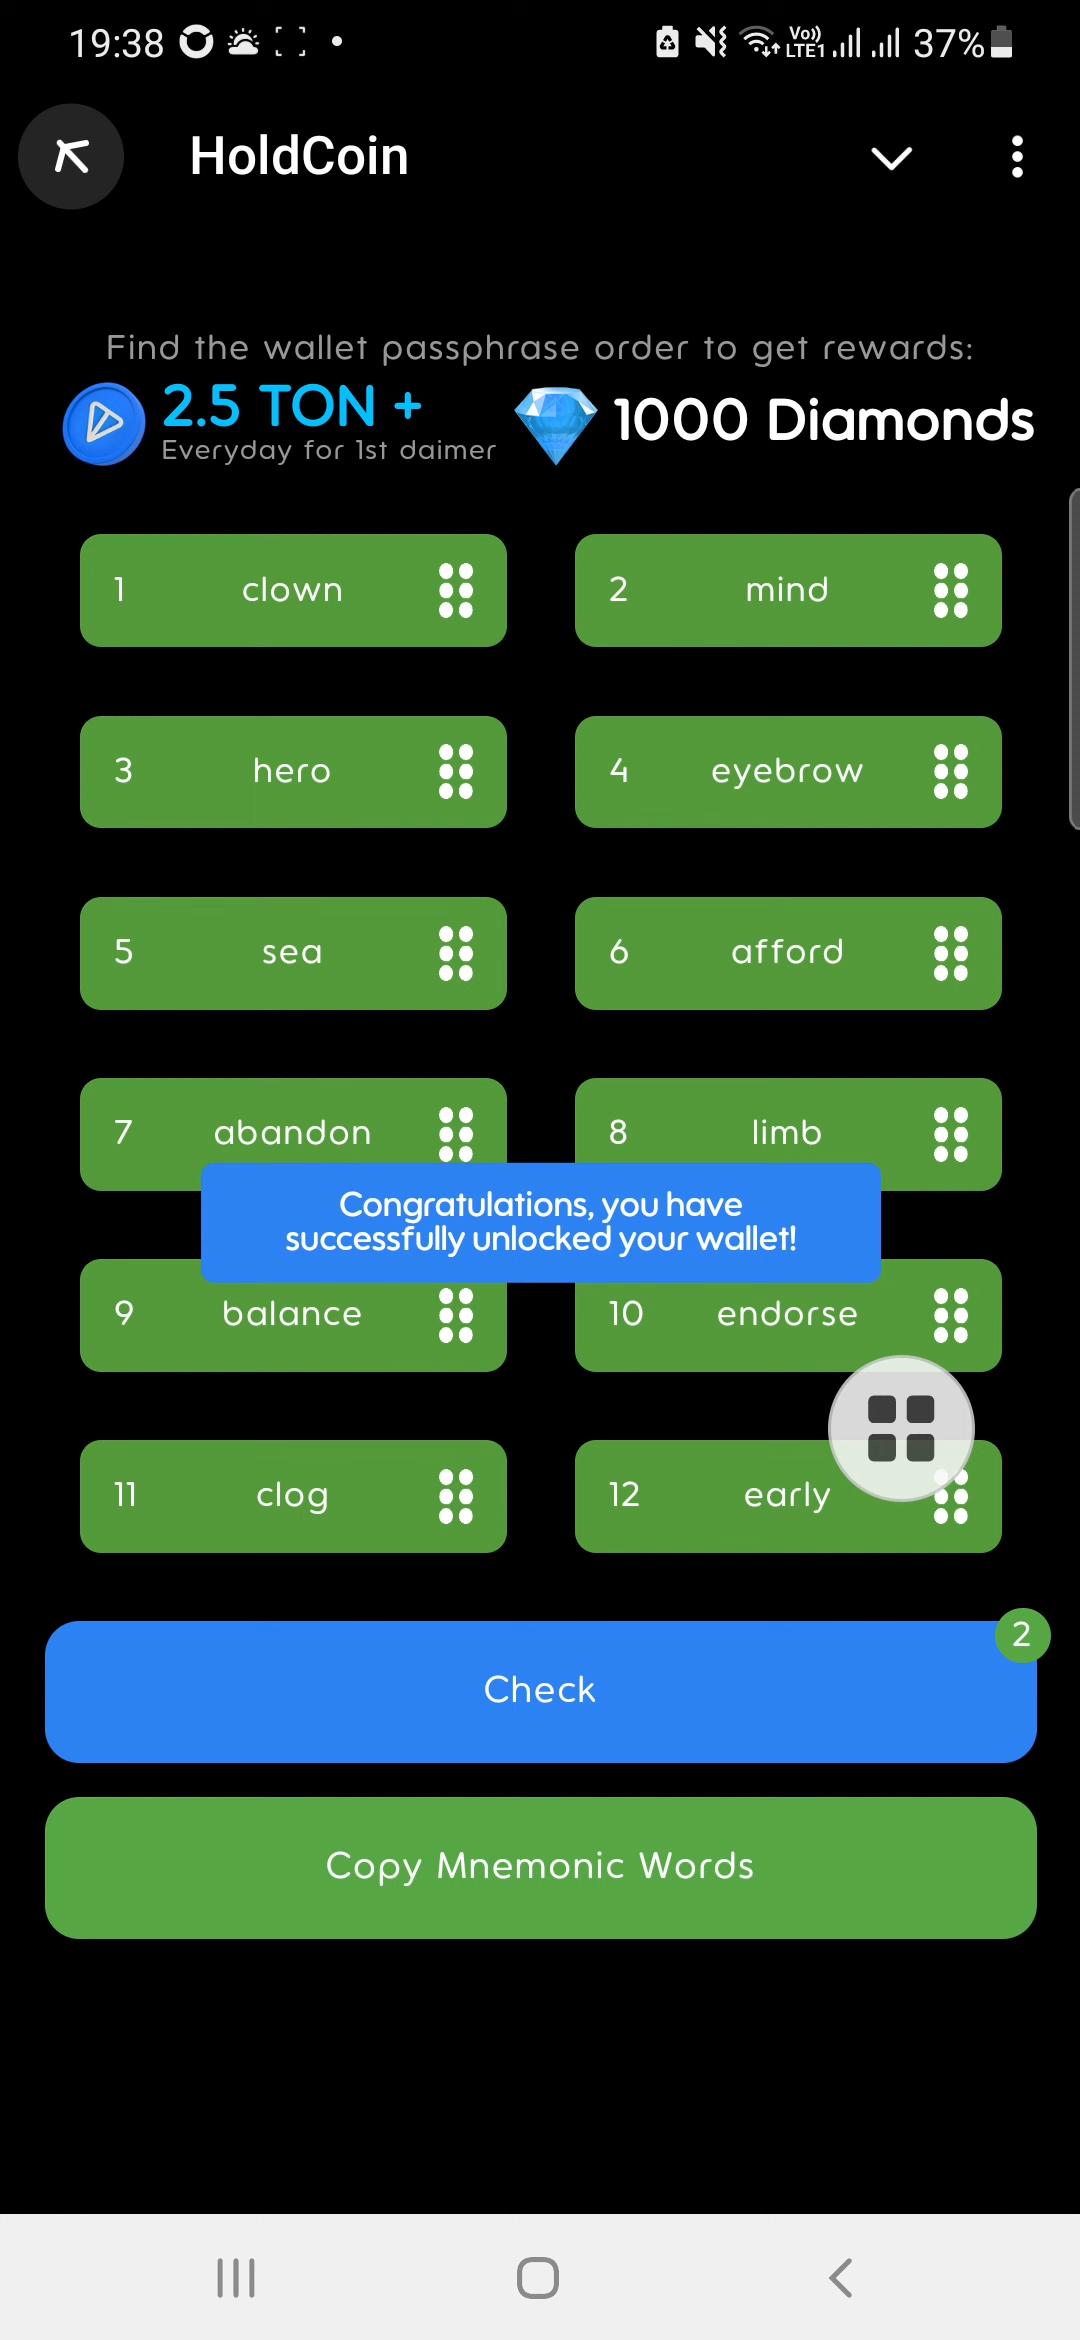 19:38
Vo)) LTE1
37%
HoldCoin
Find the wallet passphrase order to get rewards:
2.5 TON +
Everyday for 1st daimer
1000 Diamonds
1 clown
2 mind
3 hero
4 eyebrow
5 sea
6 afford
7 abandon
8 limb
Congratulations, you have
successfully unlocked your wallet!
9 balance
10 endorse
11 clog
12 early
2
Check
Copy Mnemonic Words